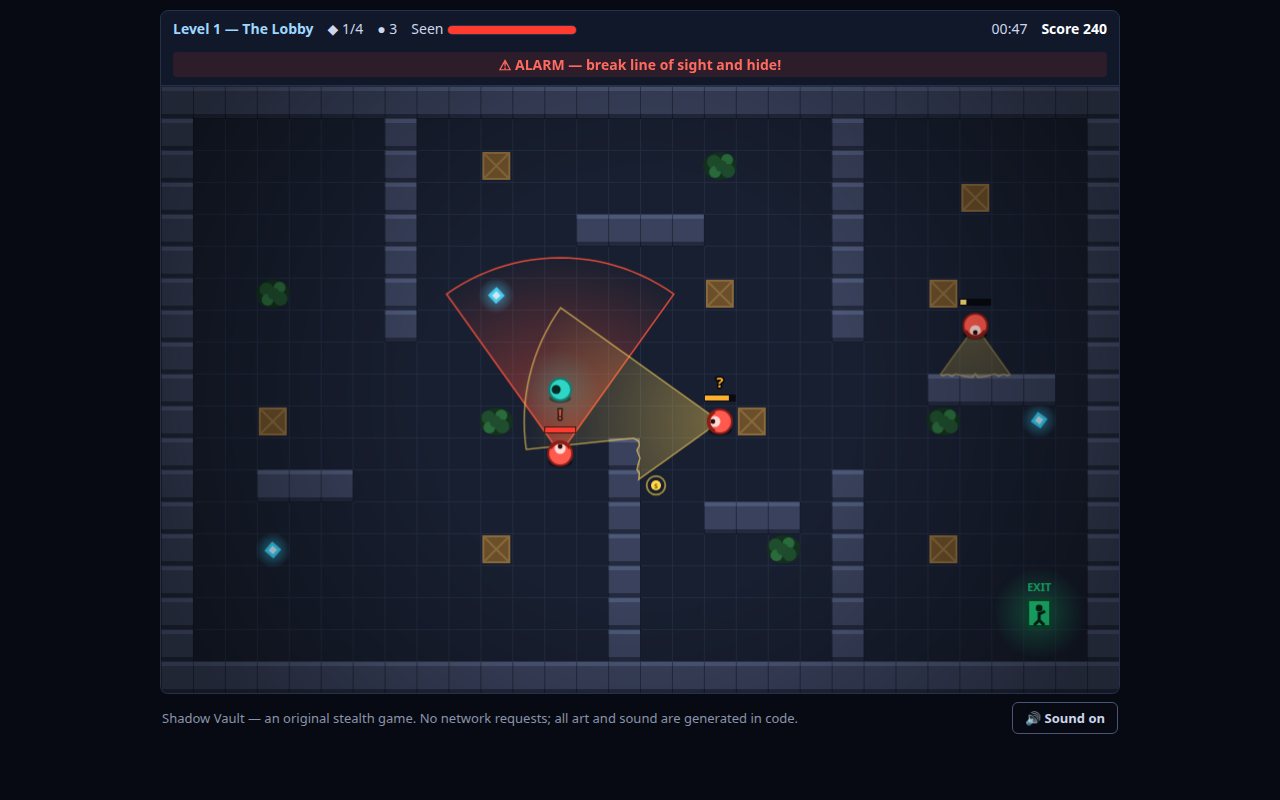 Level 1 — The Lobby ◆ 1/4 ● 3 Seen 00:47 Score 240
⚠ ALARM — break line of sight and hide!
?
!
EXIT
Shadow Vault — an original stealth game. No network requests; all art and sound are generated in code. 🔊 Sound on